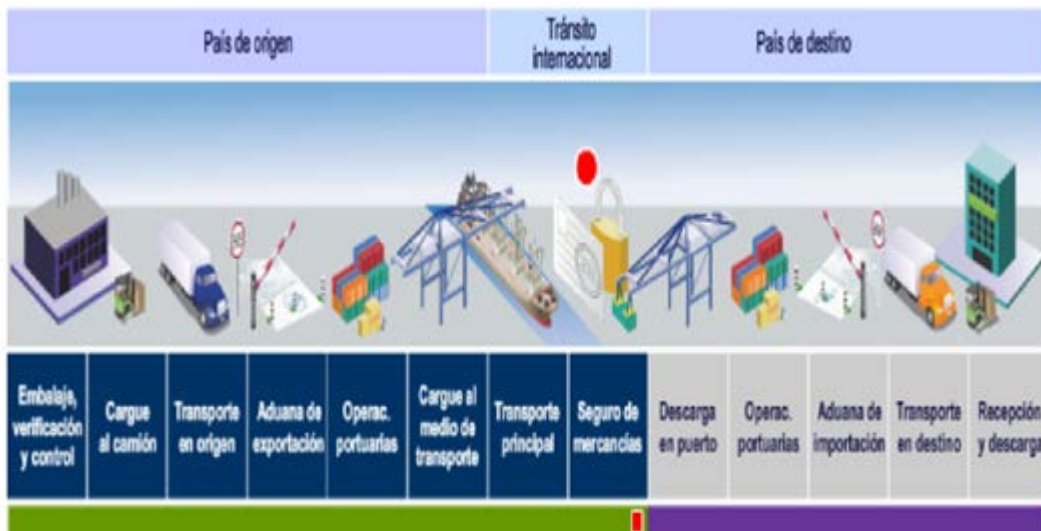 País de origen
Tránsito
internacional
País de destino
Embalaje,
verificación
y control
Cargue
al camión
Transporte
en origen
Aduana de
exportación
Operac.
portuarias
Cargue al
medio de
transporte
Transporte
principal
Seguro de
mercancías
Descarga
en puerto
Operac.
portuarias
Aduana de
importación
Transporte
en destino
Recepción
y descarga